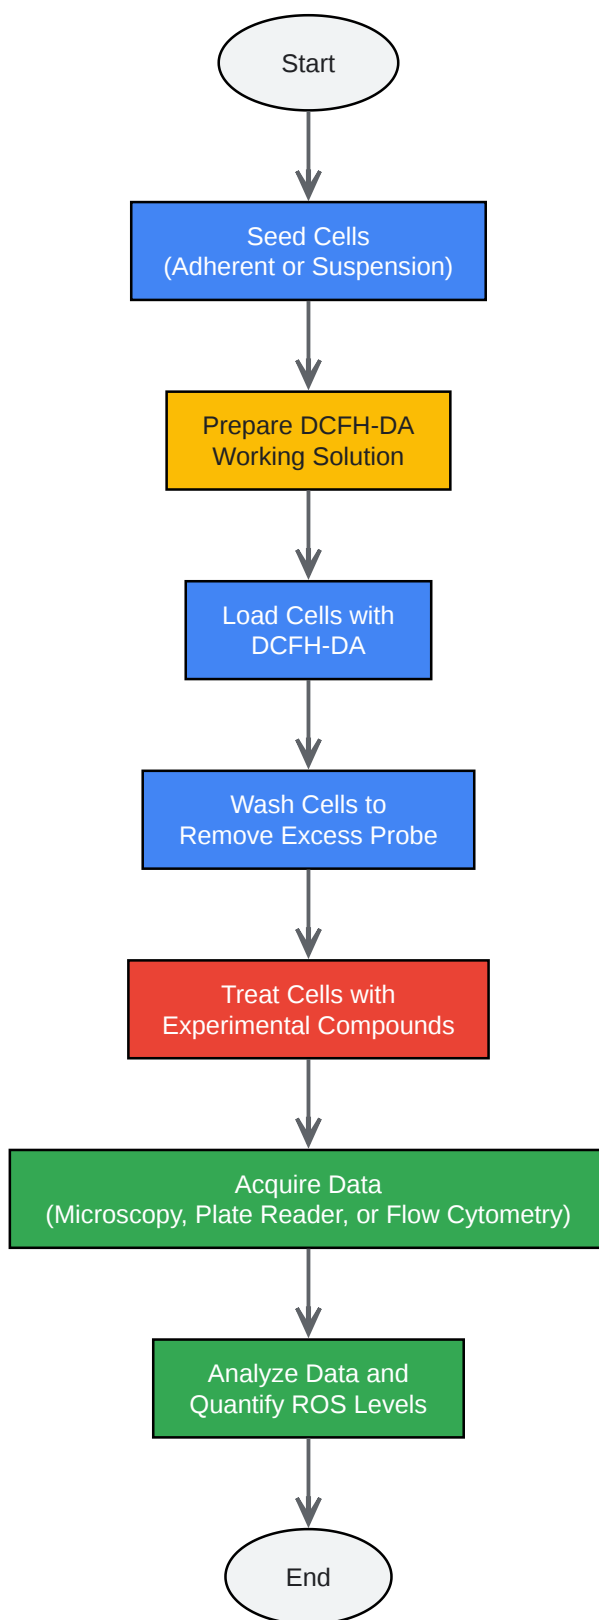 Start
Seed Cells
(Adherent or Suspension)
Prepare DCFH-DA
Working Solution
Load Cells with
DCFH-DA
Wash Cells to
Remove Excess Probe
Treat Cells with
Experimental Compounds
Acquire Data
(Microscopy, Plate Reader, or Flow Cytometry)
Analyze Data and
Quantify ROS Levels
End